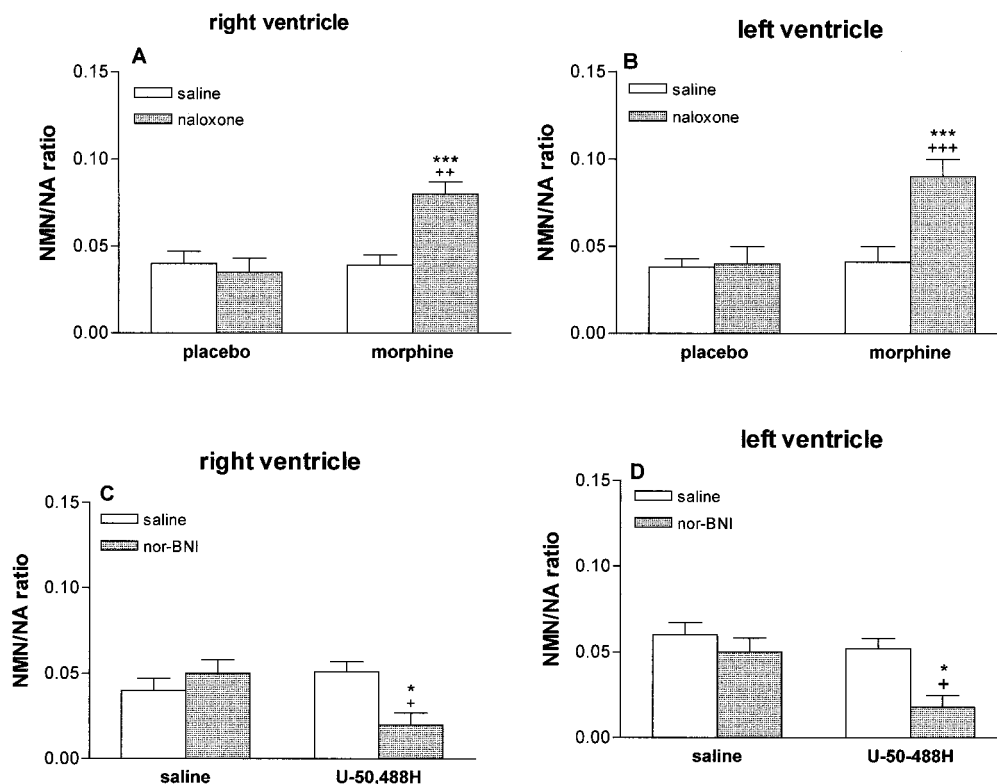 right ventricle
A
0.15
saline
naloxone
0.10
***
++
NMN/NA ratio
0.05
0.00
placebo morphine
left ventricle
B
0.15
saline
naloxone
0.10
***
+++
NMN/NA ratio
0.05
0.00
placebo morphine
right ventricle
C
0.15
saline
nor-BNI
0.10
NMN/NA ratio
0.05
*
+
0.00
saline U-50,488H
left ventricle
D
0.15
saline
nor-BNI
0.10
NMN/NA ratio
0.05
*
+
0.00
saline U-50-488H